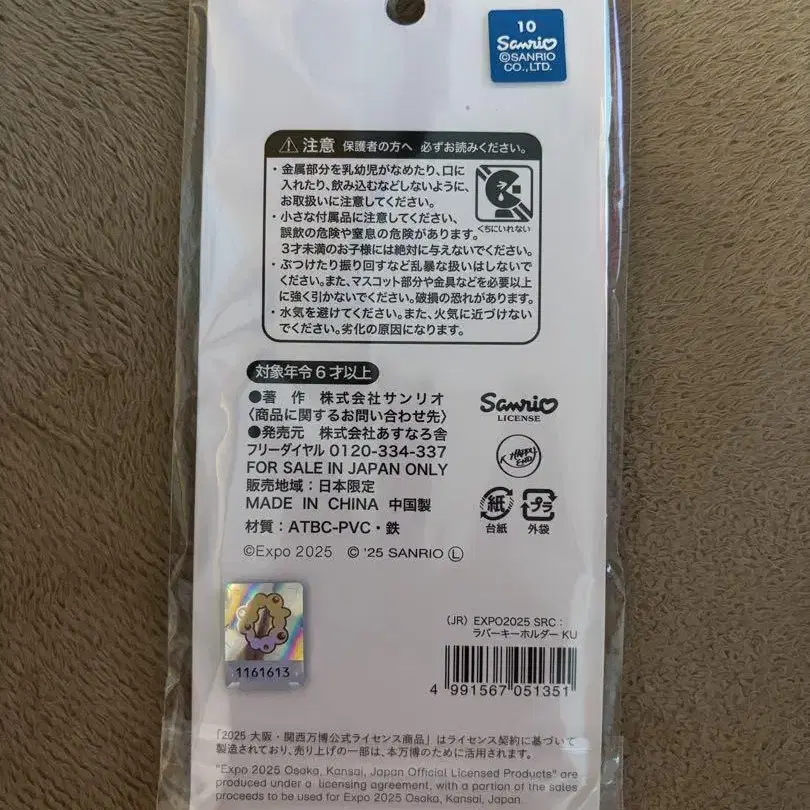 10
Sanrio
©SANRIO
CO.,LTD.
⚠注意 保護者の方へ 必ずお読みください。
・金属部分を乳幼児がなめたり、口に
入れたり、飲み込むなどしないように、
お取扱いに注意してください。
・小さな付属品に注意してください、
誤飲の危険や窒息の危険があります。
くちにいれない
3才未満のお子様には絶対に与えないでください。
・ぶつけたり振り回すなど乱暴な扱いはしないで
ください。また、マスコット部分や金具などを必要以上
に強く引かないでください。破損の恐れがあります。
・水気を避けてください。また、火気に近づけない
でください。劣化の原因になります。
対象年令6才以上
●著 作 株式会社サンリオ
〈商品に関するお問い合わせ先〉
●発売元 株式会社あすなろ舎
フリーダイヤル 0120-334-337
FOR SALE IN JAPAN ONLY
販売地域：日本限定
MADE IN CHINA 中国製
材質：ATBC-PVC・鉄
©Expo 2025 © '25 SANRIO Ⓛ
Sanrio
LICENSE
HAPPY
END
紙
台紙
プラ
外袋
1161613
(JR) EXPO2025 SRC：
ラバーキーホルダー KU
4 991567 051351
「2025 大阪・関西万博公式ライセンス商品」はライセンス契約に基づいて
製造されており、売り上げの一部は、本万博のために活用されます。
"Expo 2025 Osaka, Kansai, Japan Official Licensed Products" are
produced under a licensing agreement, with a portion of the sales
proceeds to be used for Expo 2025 Osaka, Kansai, Japan.